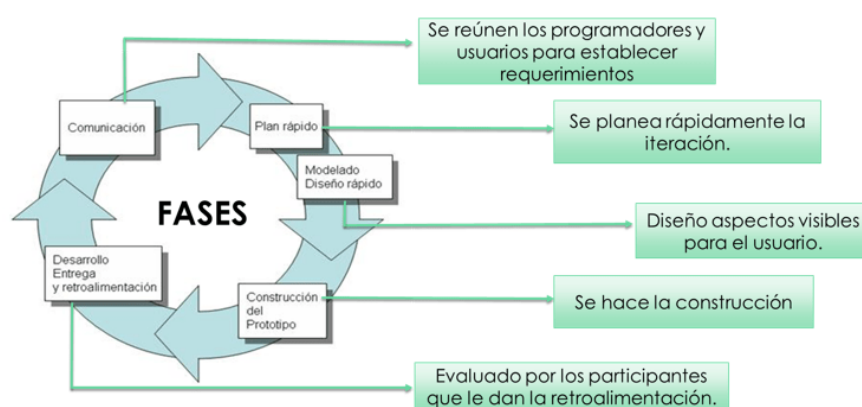 Se reúnen los programadores y
usuarios para establecer
requerimientos
Comunicación
Plan rápido
Se planea rápidamente la
iteración.
Modelado
Diseño rápido
FASES
Diseño aspectos visibles
para el usuario.
Desarrollo
Entrega
y retroalimentación
Construcción
del
Prototipo
Se hace la construcción
Evaluado por los participantes
que le dan la retroalimentación.